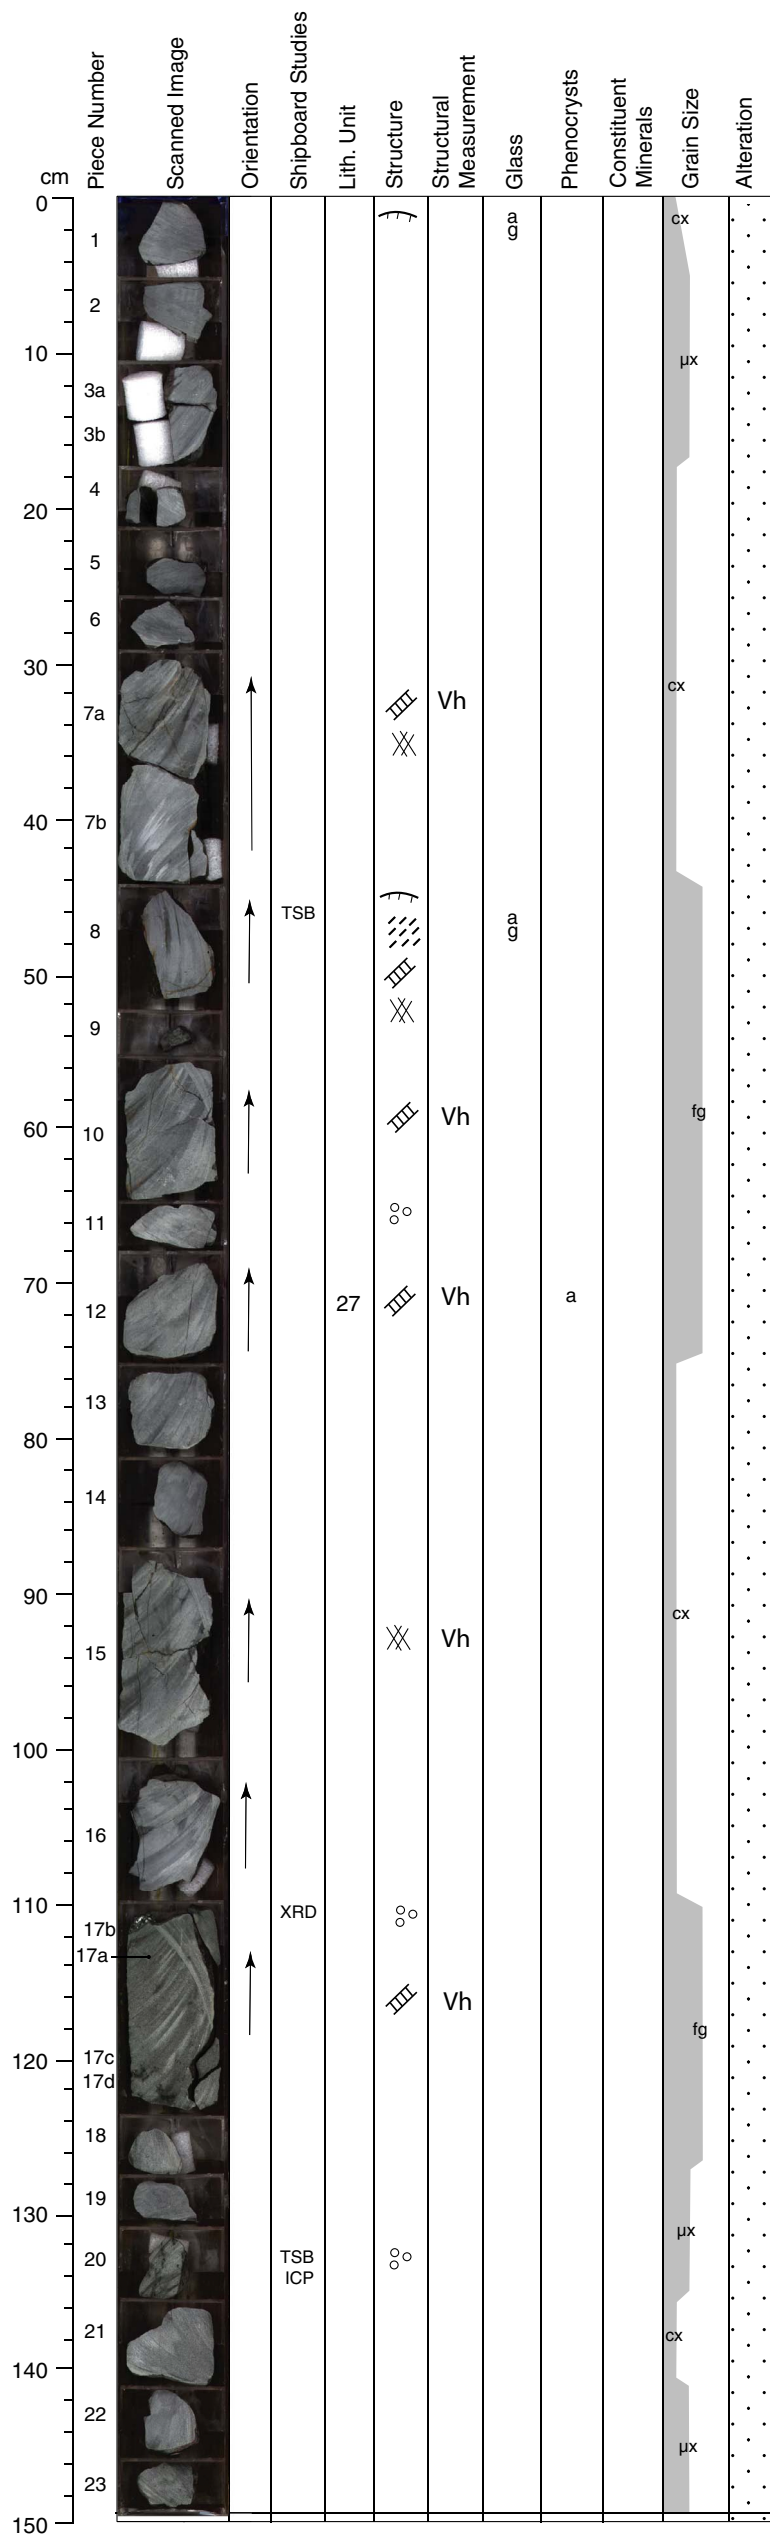 cm
Piece Number
Scanned Image
Orientation
Shipboard Studies
Lith. Unit
Structure
Structural
Measurement
Glass
Phenocrysts
Constituent
Minerals
Grain Size
Alteration
0
1
a
g
cx
2
10
µx
3a
3b
4
20
5
6
30
cx
7a
Vh
40
7b
TSB
a
g
8
50
9
fg
60
10
Vh
11
70
12
27
Vh
a
13
80
14
90
cx
15
Vh
100
16
110
XRD
17b
17a
Vh
fg
120
17c
17d
18
19
130
µx
20
TSB
ICP
21
cx
140
22
µx
23
150